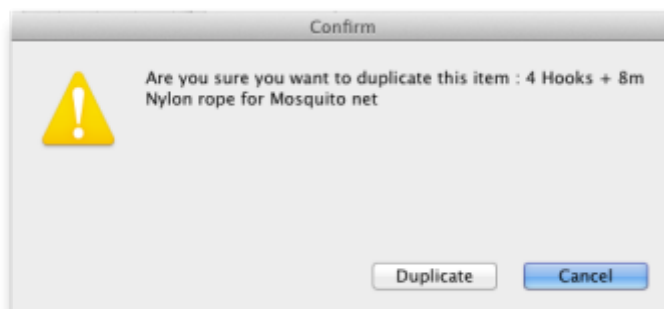 Confirm
Are you sure you want to duplicate this item : 4 Hooks + 8m
Nylon rope for Mosquito net
Duplicate
Cancel